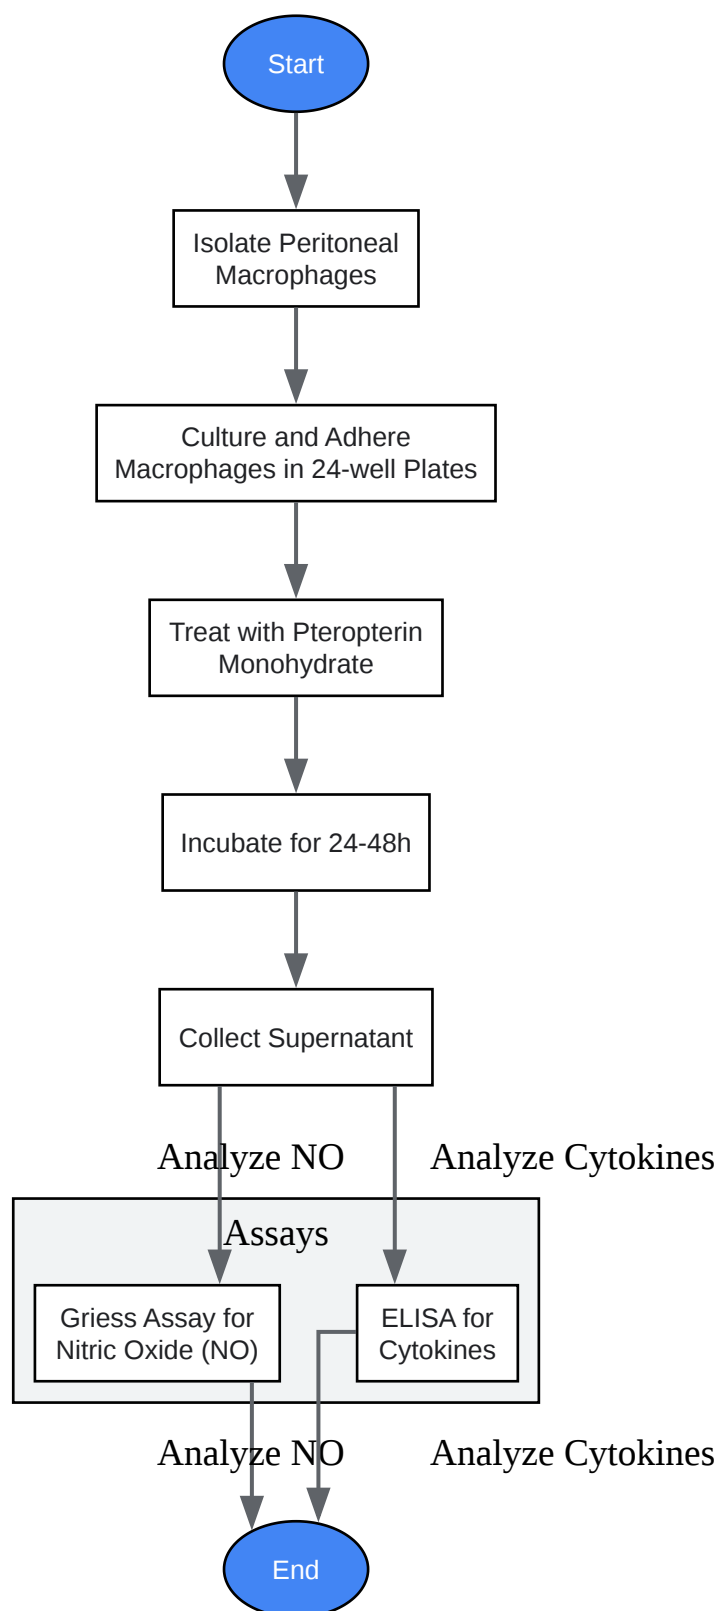 Start
Isolate Peritoneal
Macrophages
Culture and Adhere
Macrophages in 24-well Plates
Treat with Pteropterin
Monohydrate
Incubate for 24-48h
Collect Supernatant
Analyze NO
Analyze Cytokines
Assays
Griess Assay for
Nitric Oxide (NO)
ELISA for
Cytokines
Analyze NO
Analyze Cytokines
End